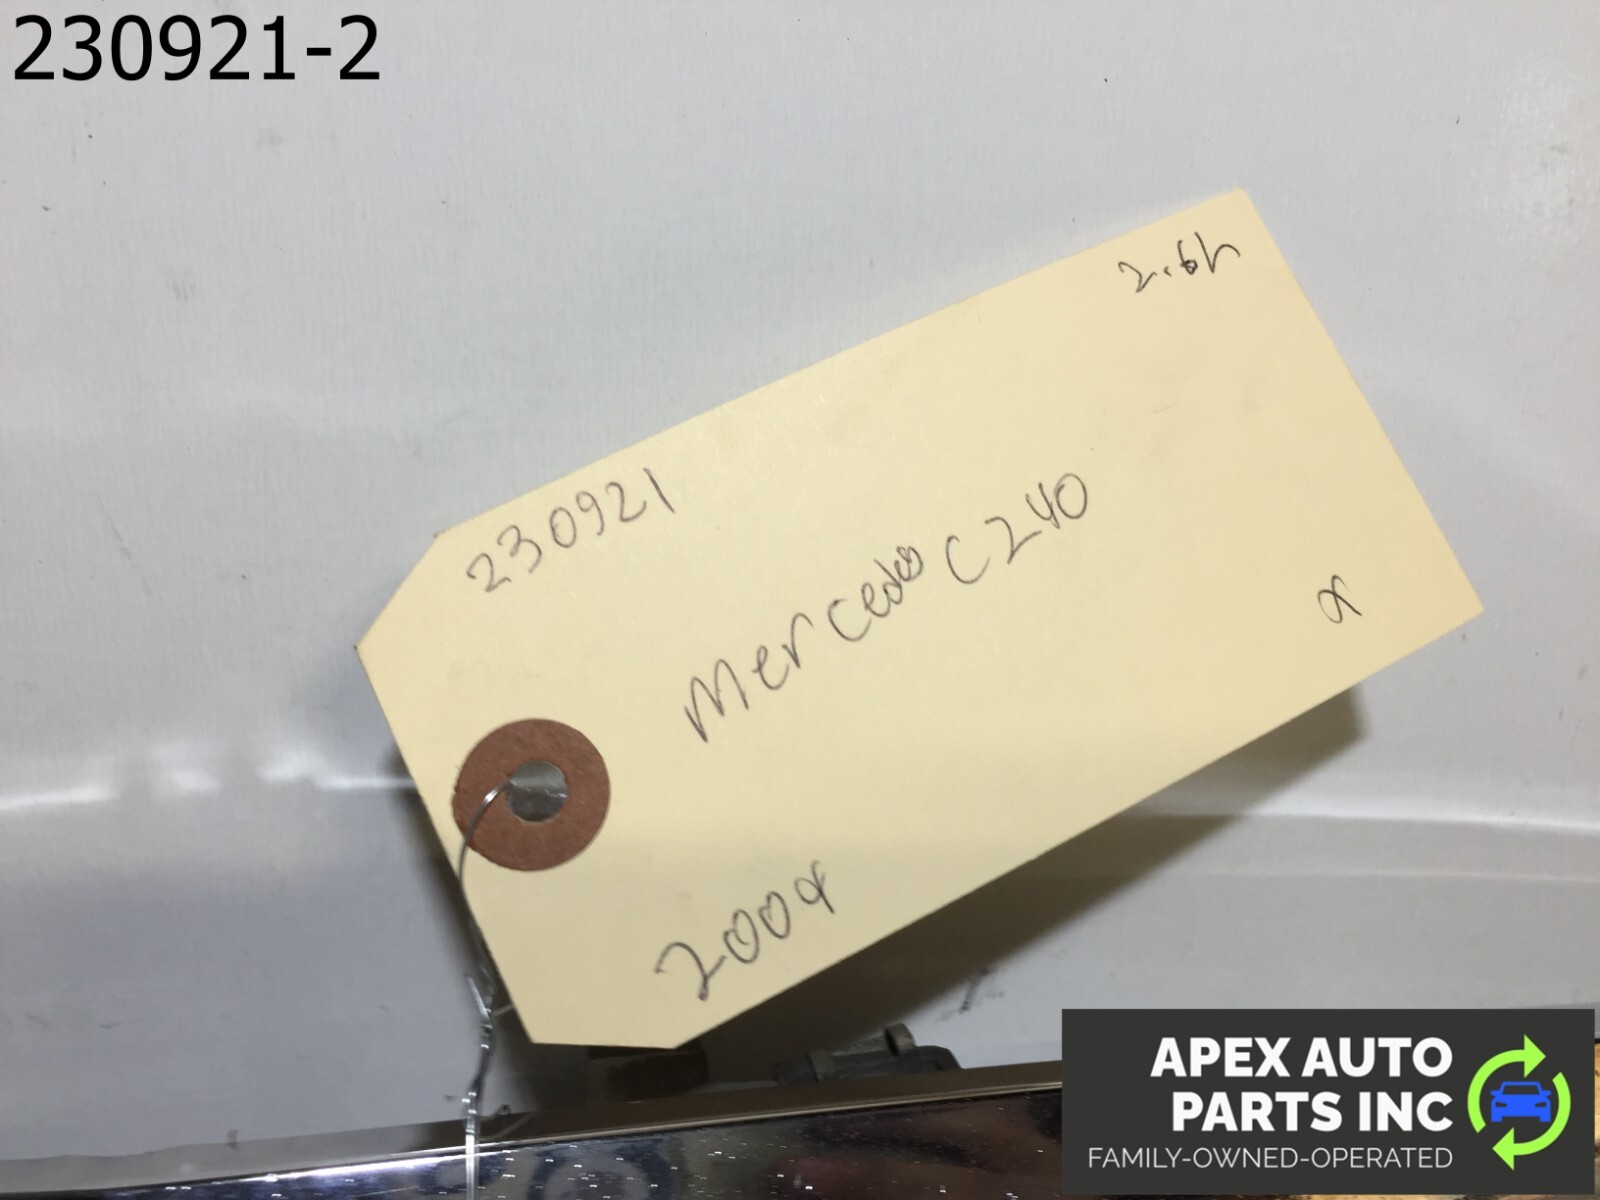 230921-2
2.6L
230921
Mercedes C240
α
2004
APEX AUTO
PARTS INC
FAMILY-OWNED-OPERATED